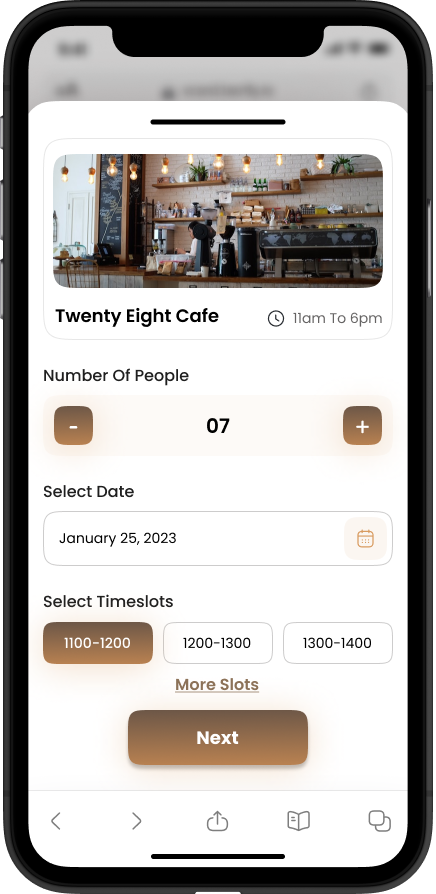 Twenty Eight Cafe
11am To 6pm
Number Of People
- 07 +
Select Date
January 25, 2023
Select Timeslots
1100-1200 1200-1300 1300-1400
More Slots
Next